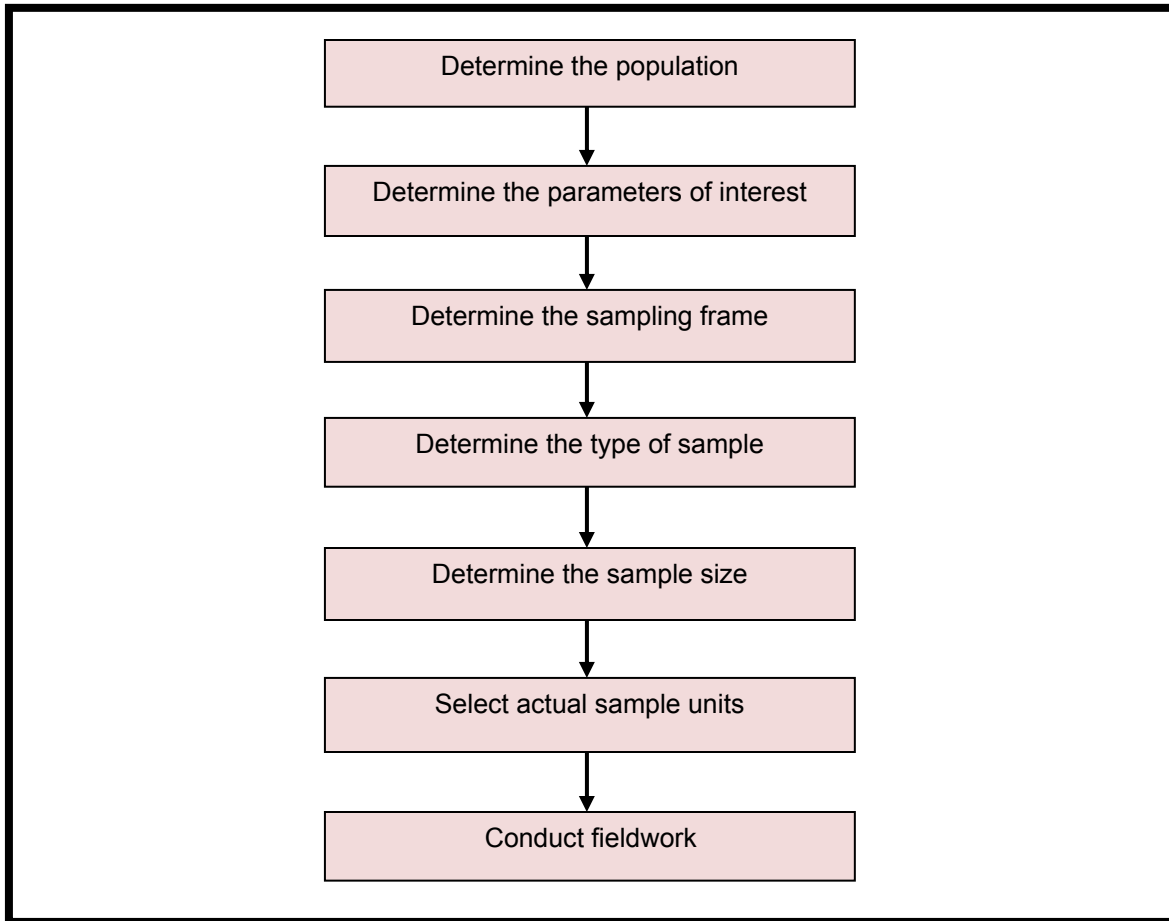 Determine the population
Determine the parameters of interest
Determine the sampling frame
Determine the type of sample
Determine the sample size
Select actual sample units
Conduct fieldwork